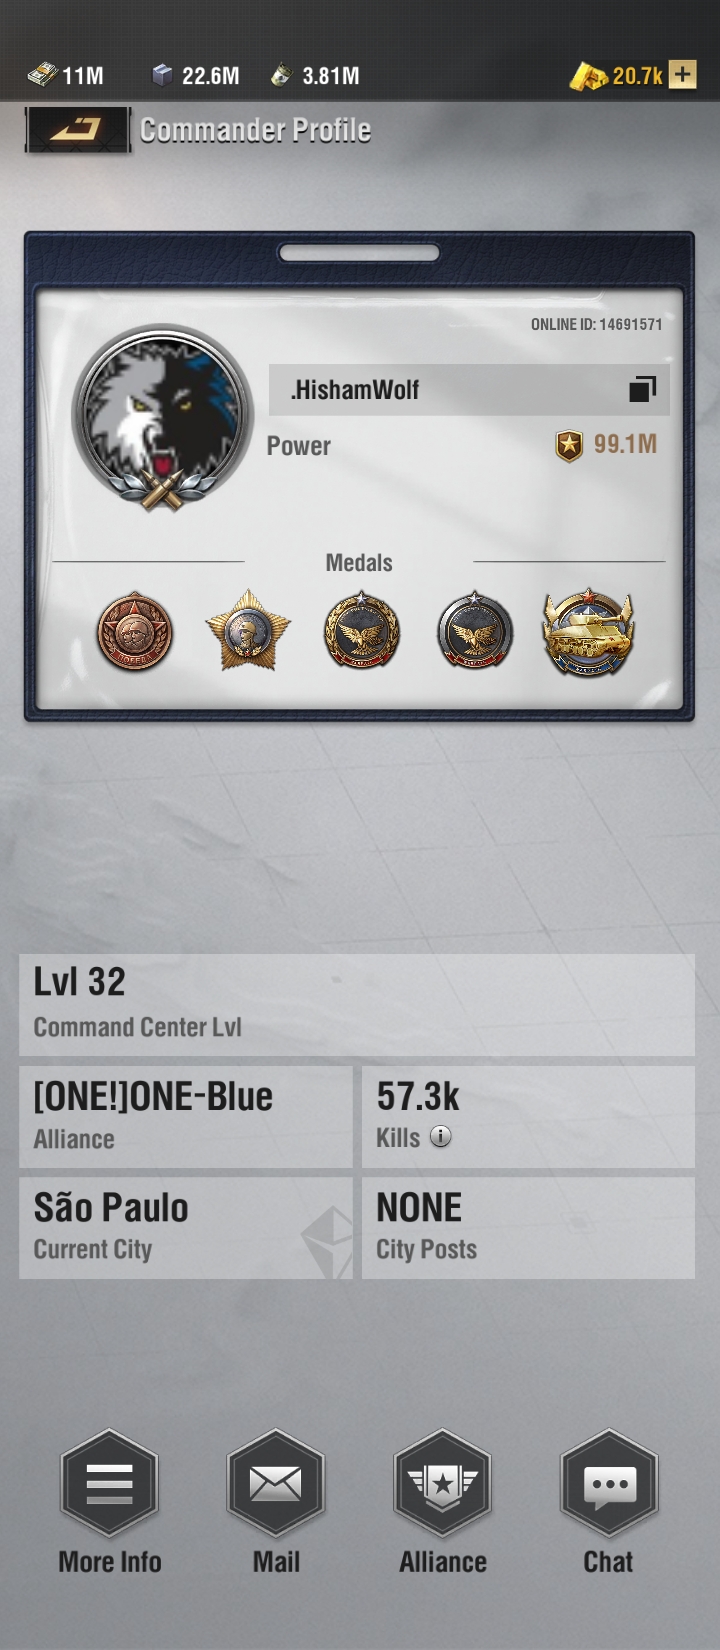 11M 22.6M 3.81M 20.7k
Commander Profile
ONLINE ID: 14691571
.HishamWolf
Power 99.1M
Medals
ПОБЕДА
Lvl 32
Command Center Lvl
[ONE!]ONE-Blue
Alliance
57.3k
Kills
São Paulo
Current City
NONE
City Posts
More Info Mail Alliance Chat